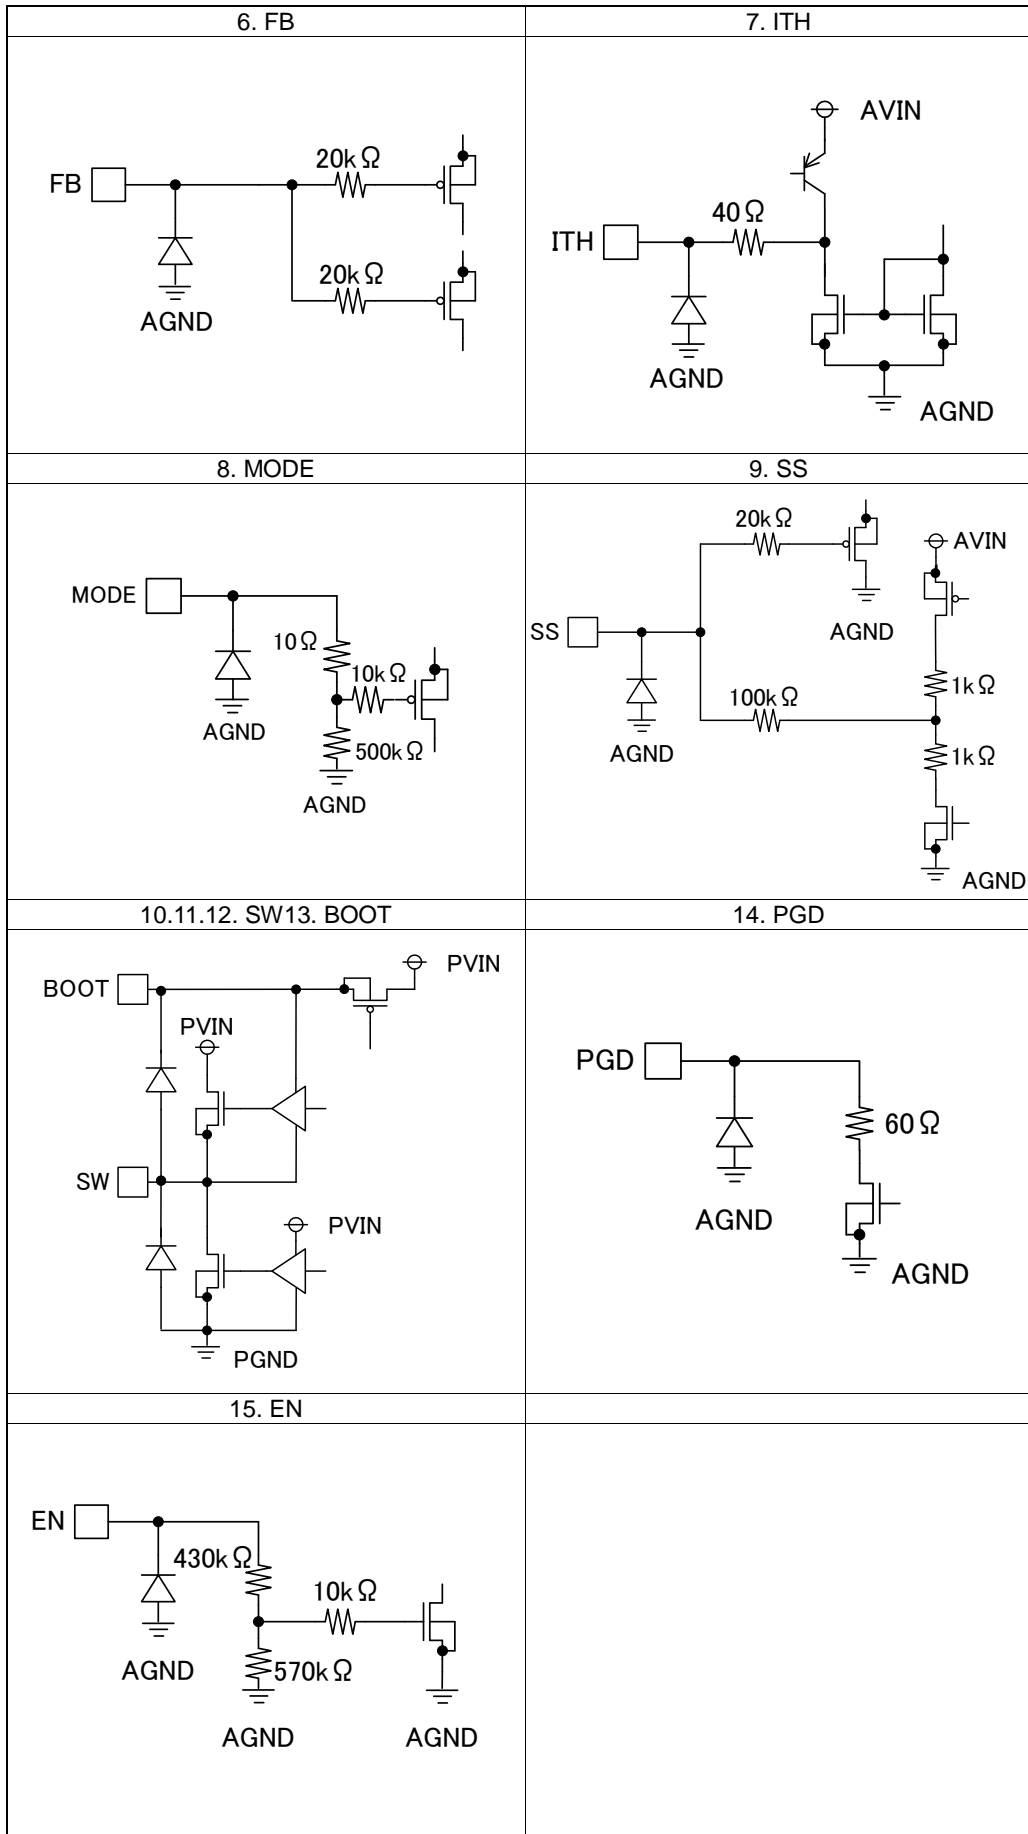 6. FB
7. ITH
FB
20kΩ
20kΩ
AGND
AVIN
ITH
40Ω
AGND
AGND
8. MODE
9. SS
MODE
10Ω
10kΩ
500kΩ
AGND
AGND
SS
20kΩ
AGND
AVIN
100kΩ
1kΩ
1kΩ
AGND
AGND
10.11.12. SW13. BOOT
14. PGD
BOOT
PVIN
PVIN
SW
PVIN
PGND
PGD
60Ω
AGND
AGND
15. EN
EN
430kΩ
10kΩ
570kΩ
AGND
AGND
AGND